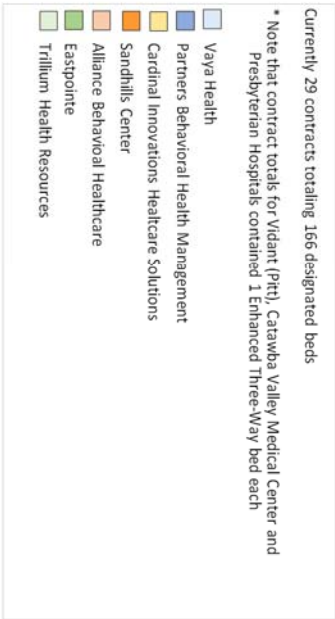 Currently 29 contracts totaling 166 designated beds
* Note that contract totals for Vidant (Pitt), Catawba Valley Medical Center and
Presbyterian Hospitals contained 1 Enhanced Three-Way bed each
Vaya Health
Partners Behavioral Health Management
Cardinal Innovations Healtcare Solutions
Sandhills Center
Alliance Behavioal Healthcare
Eastpointe
Trillium Health Resources